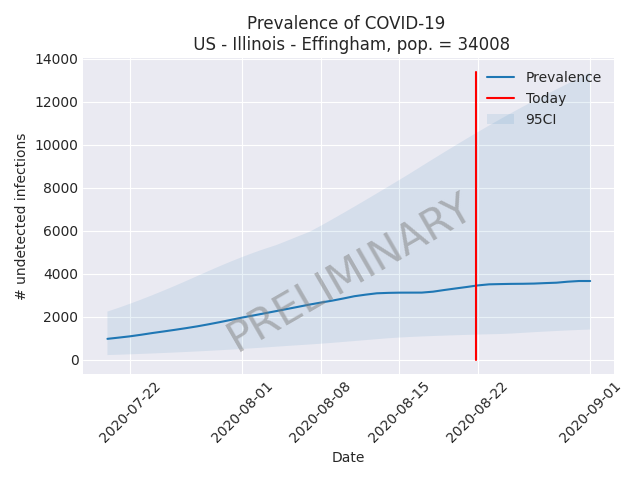 Prevalence of COVID-19
US - Illinois - Effingham, pop. = 34008
14000
12000
10000
8000
6000
4000
2000
0
# undetected infections
Prevalence
Today
95CI
PRELIMINARY
2020-07-22
2020-08-01
2020-08-08
2020-08-15
2020-08-22
2020-09-01
Date